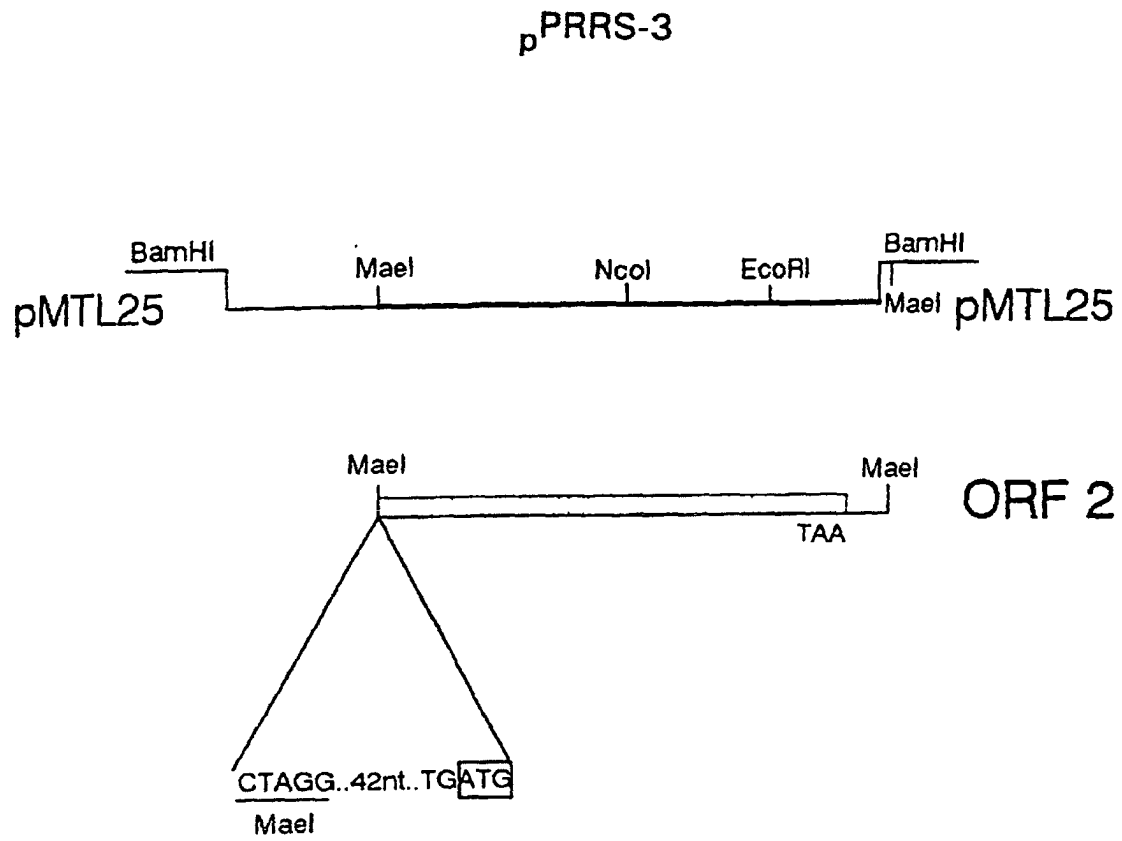 pPRRS-3
BamHI
BamHI
MaeI
NcoI
EcoRI
MaeI
pMTL25
pMTL25
MaeI
MaeI
ORF 2
TAA
CTAGG..42nt..TGATG
MaeI